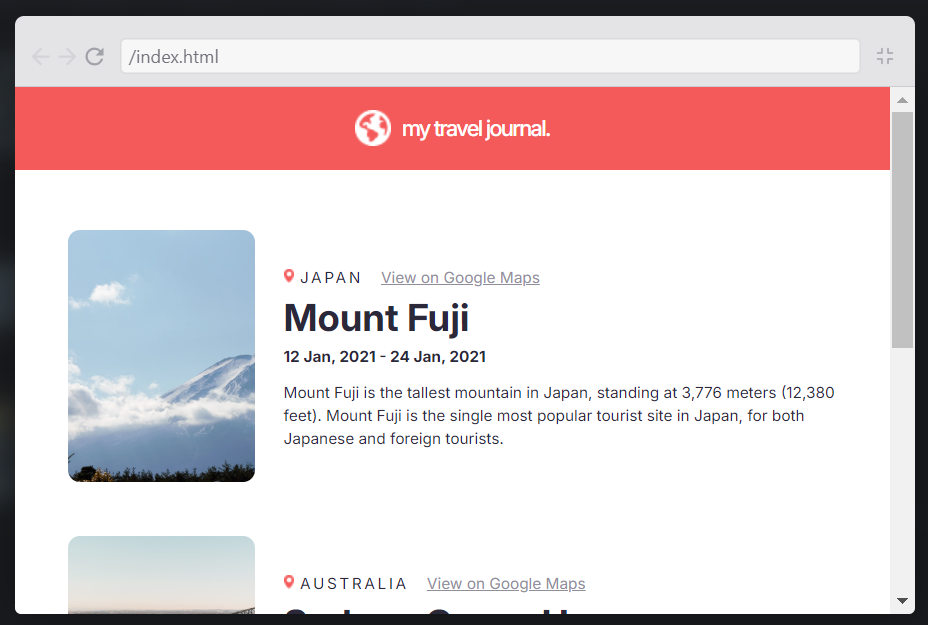 /index.html
my travel journal.
JAPAN View on Google Maps
Mount Fuji
12 Jan, 2021 - 24 Jan, 2021
Mount Fuji is the tallest mountain in Japan, standing at 3,776 meters (12,380
feet). Mount Fuji is the single most popular tourist site in Japan, for both
Japanese and foreign tourists.
AUSTRALIA View on Google Maps